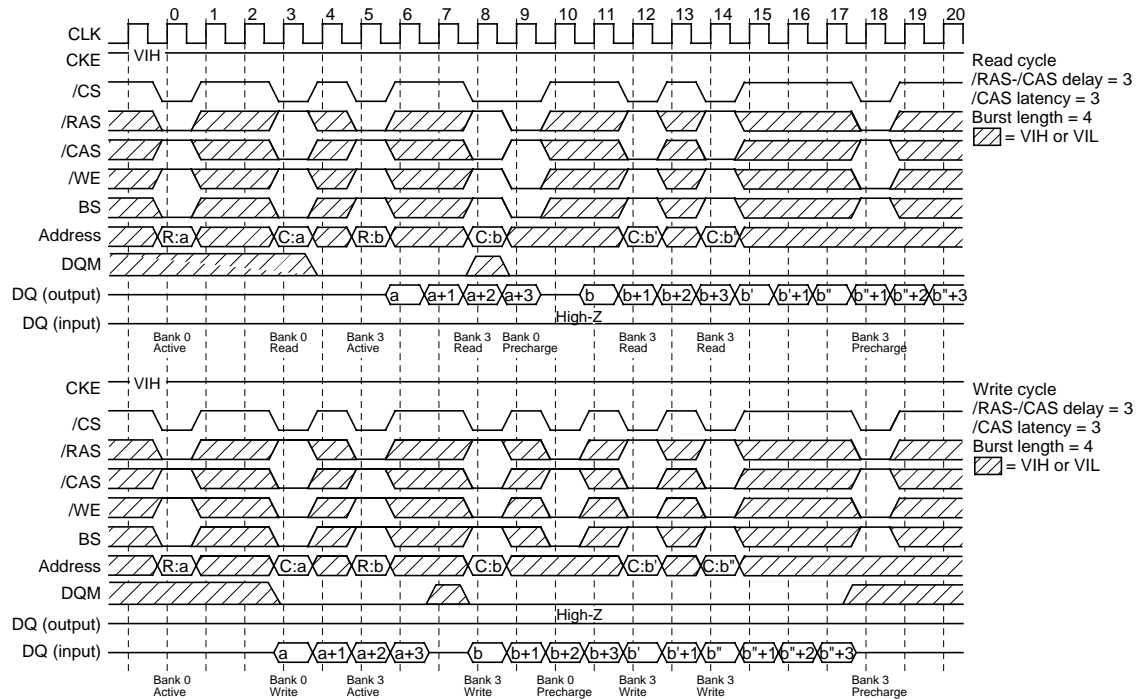 0 1 2 3 4 5 6 7 8 9 10 11 12 13 14 15 16 17 18 19 20
CLK
CKE VIH
/CS
/RAS
/CAS
/WE
BS
Address R:a C:a R:b C:b C:b' C:b"
DQM
DQ (output) a a+1 a+2 a+3 b b+1 b+2 b+3 b' b'+1 b" b"+1 b"+2 b"+3
DQ (input) High-Z
Bank 0 Bank 0 Bank 3 Bank 3 Bank 0 Bank 3 Bank 3 Bank 3
Active Read Active Read Precharge Read Read Precharge
Read cycle
/RAS-/CAS delay = 3
/CAS latency = 3
Burst length = 4
= VIH or VIL
CKE VIH
/CS
/RAS
/CAS
/WE
BS
Address R:a C:a R:b C:b C:b' C:b"
DQM
DQ (output) High-Z
DQ (input) a a+1 a+2 a+3 b b+1 b+2 b+3 b' b'+1 b" b"+1 b"+2 b"+3
Bank 0 Bank 0 Bank 3 Bank 3 Bank 0 Bank 3 Bank 3 Bank 3
Active Write Active Write Precharge Write Write Precharge
Write cycle
/RAS-/CAS delay = 3
/CAS latency = 3
Burst length = 4
= VIH or VIL